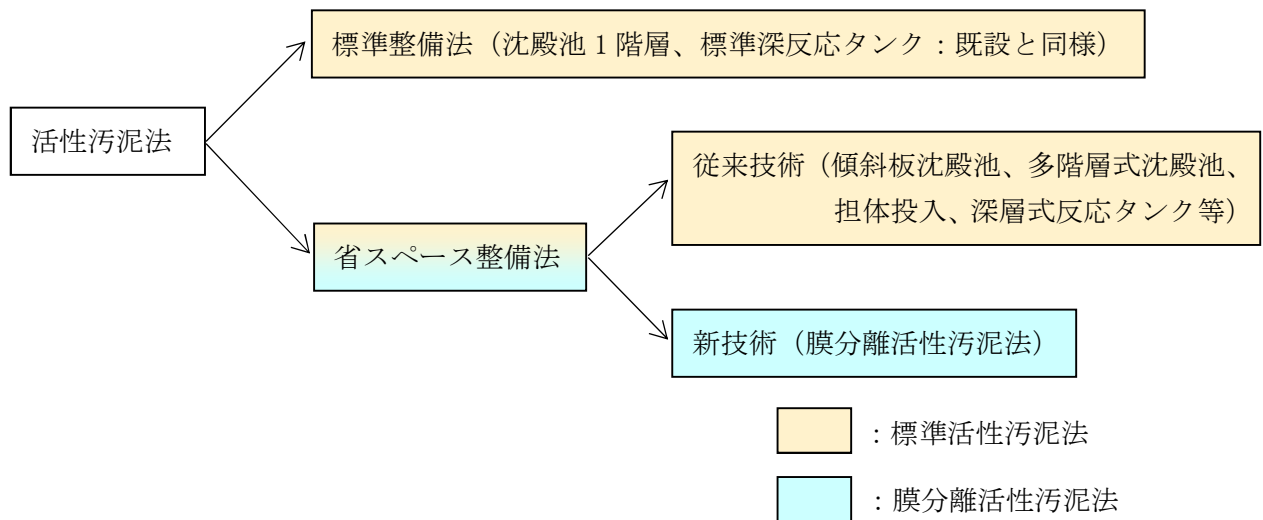 標準整備法（沈殿池１階層、標準深反応タンク：既設と同様）
活性汚泥法
従来技術（傾斜板沈殿池、多階層式沈殿池、
担体投入、深層式反応タンク等）
省スペース整備法
新技術（膜分離活性汚泥法）
：標準活性汚泥法
：膜分離活性汚泥法